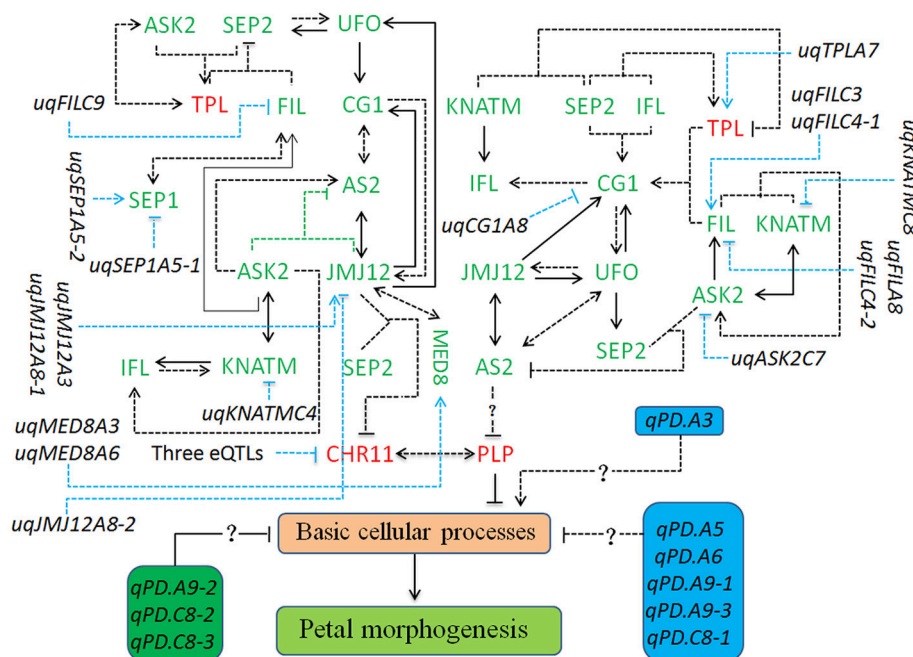 ASK2 SEP2 UFO
TPL FIL CG1
uqFILC9
uqSEP1A5-2
SEP1 AS2
uqSEP1A5-1
ASK2 JMJ12
uqJMJ12A3
uqJMJ12A8-1
IFL KNATM SEP2 MED8
uqKNATMC4
uqMED8A3
uqMED8A6 Three eQTLs CHR11 PLP
uqJMJ12A8-2
uqTPLA7
KNATM SEP2 IFL TPL
uqFILC3
uqFILC4-1
uqKNATMC8
IFL CG1 FIL KNATM
uqCG1A8
JMJ12 UFO ASK2
uqFILA8
uqFILC4-2
AS2 SEP2
uqASK2C7
?
qPD.A3
?
? Basic cellular processes ?
qPD.A9-2
qPD.C8-2
qPD.C8-3
qPD.A5
qPD.A6
qPD.A9-1
qPD.A9-3
qPD.C8-1
Petal morphogenesis